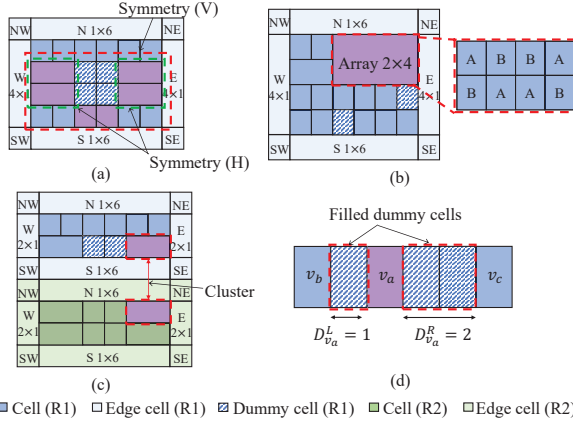 Symmetry (V)
NW N 1×6 NE
W
4×1
E
4×1
SW S 1×6 SE
Symmetry (H)
(a)
NW N 1×6 NE
W
4×1
Array 2×4
E
4×1
SW S 1×6 SE
A B B A
B A A B
(b)
NW N 1×6 NE
W
2×1
E
2×1
SW S 1×6 SE
NW N 1×6 NE
Cluster
W
2×1
E
2×1
SW S 1×6 SE
(c)
Filled dummy cells
v_b v_a v_c
D^L_{v_a} = 1 D^R_{v_a} = 2
(d)
Cell (R1) Edge cell (R1) Dummy cell (R1) Cell (R2) Edge cell (R2)